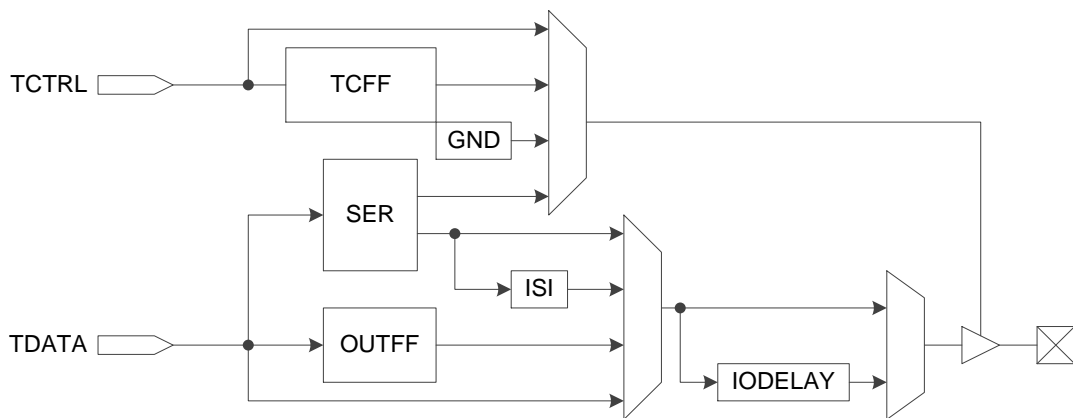 TCTRL
TCFF
GND
SER
ISI
TDATA
OUTFF
IODELAY